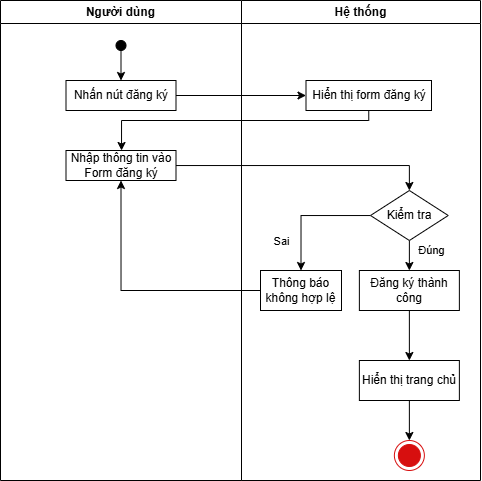 Người dùng
Hệ thống
Nhấn nút đăng ký
Hiển thị form đăng ký
Nhập thông tin vào
Form đăng ký
Kiểm tra
Sai
Đúng
Thông báo
không hợp lệ
Đăng ký thành
công
Hiển thị trang chủ